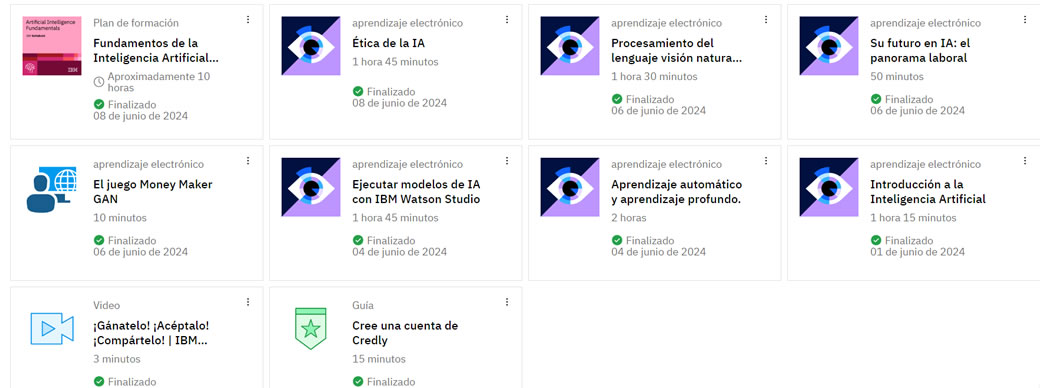 Artificial Intelligence
Fundamentals
IBM
Plan de formación
Fundamentos de la
Inteligencia Artificial...
Aproximadamente 10
horas
Finalizado
08 de junio de 2024
aprendizaje electrónico
Ética de la IA
1 hora 45 minutos
Finalizado
08 de junio de 2024
aprendizaje electrónico
Procesamiento del
lenguaje visión natura...
1 hora 30 minutos
Finalizado
06 de junio de 2024
aprendizaje electrónico
Su futuro en IA: el
panorama laboral
50 minutos
Finalizado
06 de junio de 2024
aprendizaje electrónico
El juego Money Maker
GAN
10 minutos
Finalizado
06 de junio de 2024
aprendizaje electrónico
Ejecutar modelos de IA
con IBM Watson Studio
1 hora 45 minutos
Finalizado
04 de junio de 2024
aprendizaje electrónico
Aprendizaje automático
y aprendizaje profundo.
2 horas
Finalizado
04 de junio de 2024
aprendizaje electrónico
Introducción a la
Inteligencia Artificial
1 hora 15 minutos
Finalizado
01 de junio de 2024
Video
¡Gánatelo! ¡Acéptalo!
¡Compártelo! | IBM...
3 minutos
Finalizado
Guía
Cree una cuenta de
Credly
15 minutos
Finalizado